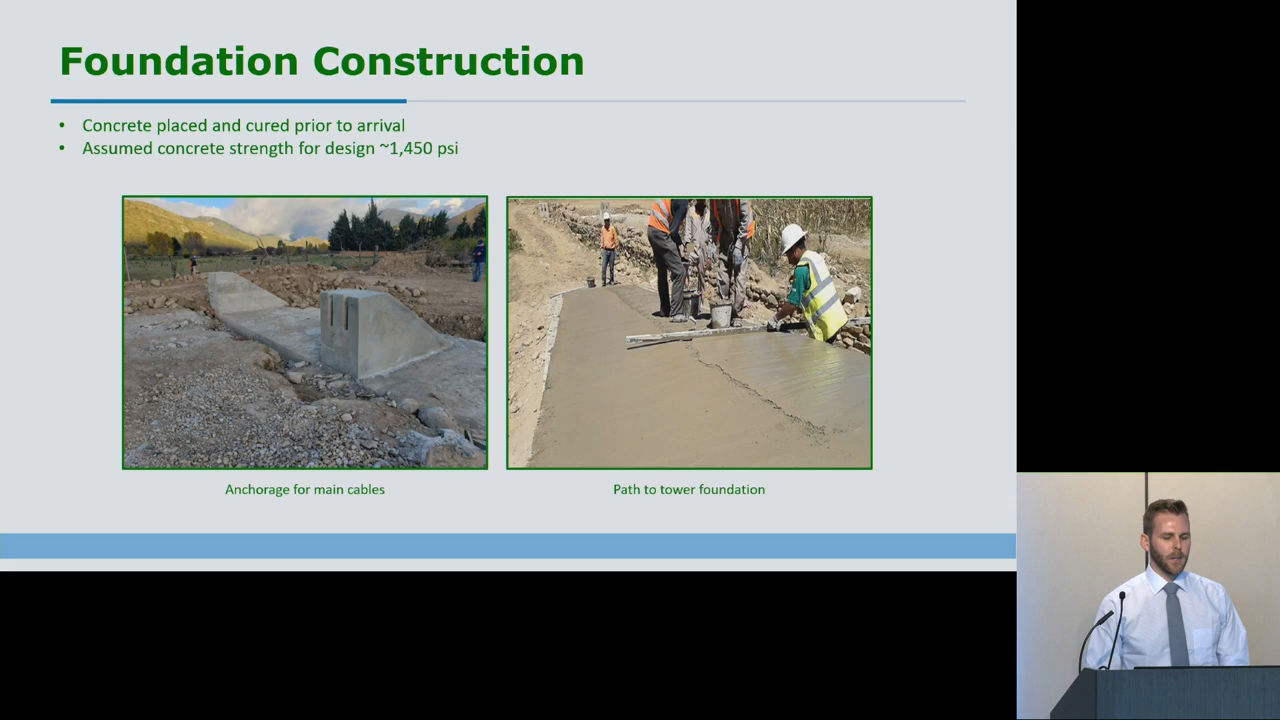 Foundation Construction
• Concrete placed and cured prior to arrival
• Assumed concrete strength for design ~1,450 psi
Anchorage for main cables
Path to tower foundation